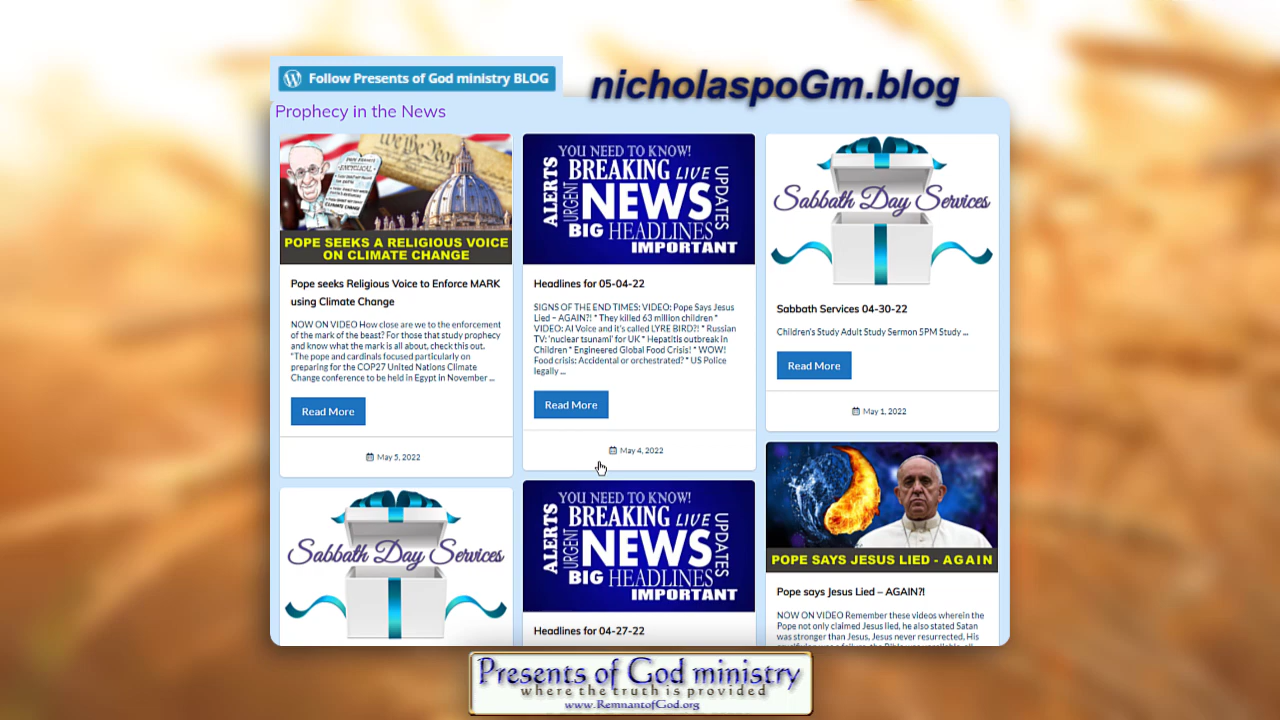 Follow Presents of God ministry BLOG
nicholaspoGm.blog
Prophecy in the News
We the People
POPE SEEKS A RELIGIOUS VOICE
ON CLIMATE CHANGE
Pope seeks Religious Voice to Enforce MARK
using Climate Change
NOW ON VIDEO How close are we to the enforcement
of the mark of the beast? For those that study prophecy
and know what the mark is all about, check this out.
"The pope and cardinals focused particularly on
preparing for the COP27 United Nations Climate
Change conference to be held in Egypt in November ...
Read More
May 5, 2022
Sabbath Day Services
YOU NEED TO KNOW!
ALERTS
URGENT
BREAKING LIVE
UPDATES
NEWS
BIG HEADLINES
IMPORTANT
Headlines for 05-04-22
SIGNS OF THE END TIMES: VIDEO: Pope Says Jesus
Lied – AGAIN?! * They killed 63 million children *
VIDEO: AI Voice and it's called LYRE BIRD?! * Russian
TV: 'nuclear tsunami' for UK * Hepatitis outbreak in
Children * Engineered Global Food Crisis! * WOW!
Food crisis: Accidental or orchestrated? * US Police
legally ...
Read More
May 4, 2022
YOU NEED TO KNOW!
ALERTS
URGENT
BREAKING LIVE
UPDATES
NEWS
BIG HEADLINES
IMPORTANT
Headlines for 04-27-22
Sabbath Day Services
Sabbath Services 04-30-22
Children's Study Adult Study Sermon 5PM Study ...
Read More
May 1, 2022
POPE SAYS JESUS LIED - AGAIN
Pope says Jesus Lied – AGAIN?!
NOW ON VIDEO Remember these videos wherein the
Pope not only claimed Jesus lied, he also stated Satan
was stronger than Jesus, Jesus never resurrected, His
Presents of God ministry
where the truth is provided
www.RemnantofGod.org